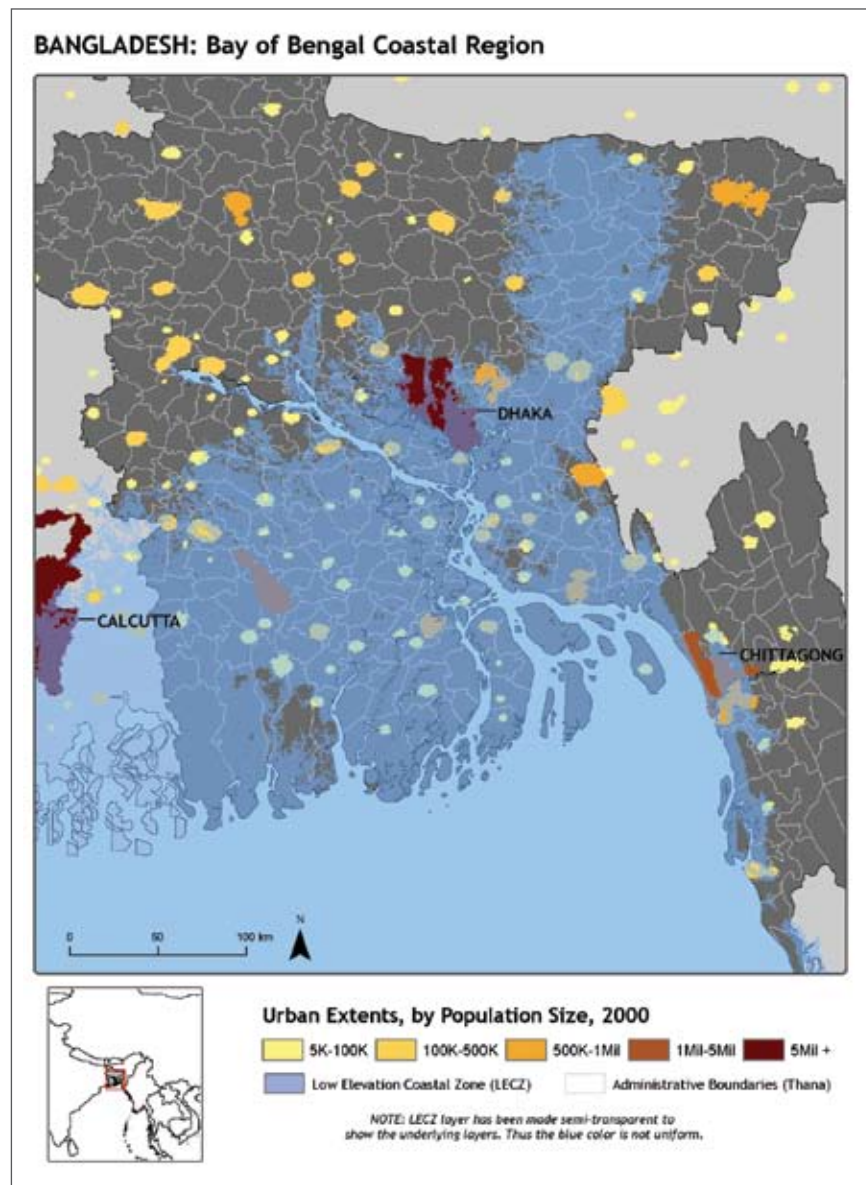 BANGLADESH: Bay of Bengal Coastal Region
DHAKA
CALCUTTA
CHITTAGONG
N
0 50 100 km
Urban Extents, by Population Size, 2000
5K-100K 100K-500K 500K-1Mil 1Mil-5Mil 5Mil +
Low Elevation Coastal Zone (LECZ) Administrative Boundaries (Thana)
NOTE: LECZ layer has been made semi-transparent to
show the underlying layers. Thus the blue color is not uniform.